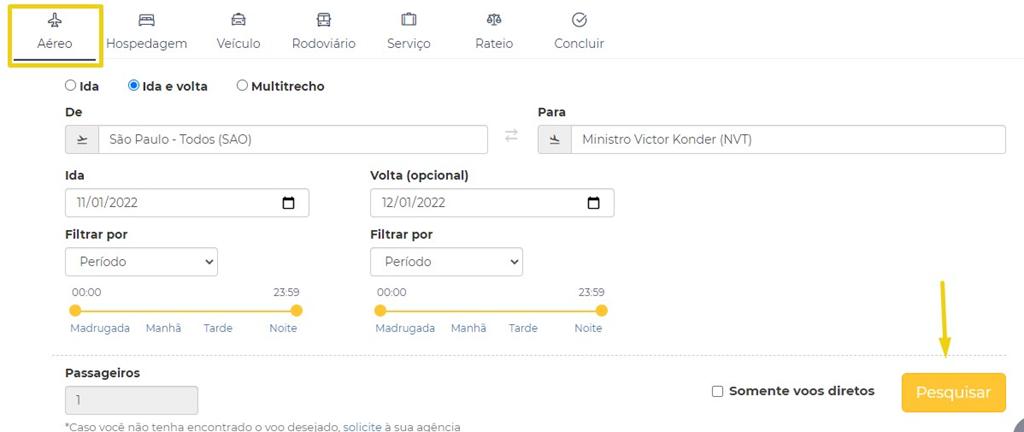 Aéreo Hospedagem Veículo Rodoviário Serviço Rateio Concluir
Ida Ida e volta Multitrecho
De Para
São Paulo - Todos (SAO) Ministro Victor Konder (NVT)
Ida Volta (opcional)
11/01/2022 12/01/2022
Filtrar por Filtrar por
Período Período
00:00 23:59 00:00 23:59
Madrugada Manhã Tarde Noite Madrugada Manhã Tarde Noite
Passageiros
1 Somente voos diretos Pesquisar
*Caso você não tenha encontrado o voo desejado, solicite à sua agência